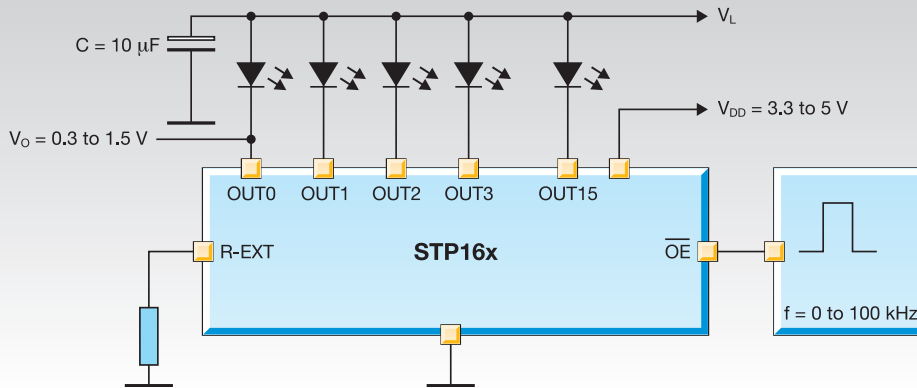 V_L
C = 10 µF
V_DD = 3.3 to 5 V
V_O = 0.3 to 1.5 V
OUT0 OUT1 OUT2 OUT3 OUT15
R-EXT STP16x O̅E̅
f = 0 to 100 kHz